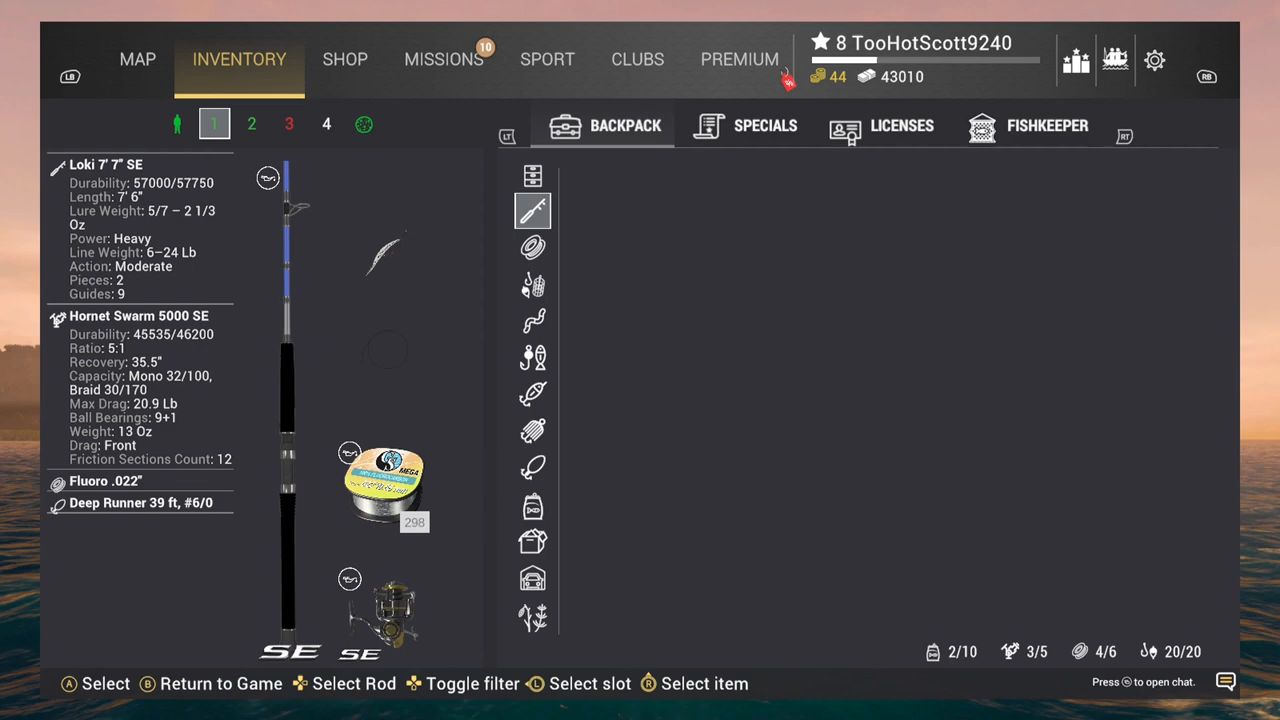 MAP
INVENTORY
SHOP
MISSIONS
10
SPORT
CLUBS
PREMIUM
8 TooHotScott9240
44
43010
LB
RB
1
2
3
4
LT
BACKPACK
SPECIALS
LICENSES
FISHKEEPER
RT
Loki 7' 7" SE
Durability: 57000/57750
Length: 7' 6"
Lure Weight: 5/7 – 2 1/3
Oz
Power: Heavy
Line Weight: 6–24 Lb
Action: Moderate
Pieces: 2
Guides: 9
Hornet Swarm 5000 SE
Durability: 45535/46200
Ratio: 5:1
Recovery: 35.5"
Capacity: Mono 32/100,
Braid 30/170
Max Drag: 20.9 Lb
Ball Bearings: 9+1
Weight: 13 Oz
Drag: Front
Friction Sections Count: 12
Fluoro .022"
Deep Runner 39 ft, #6/0
MEGA
298
SE
SE
2/10
3/5
4/6
20/20
A Select
B Return to Game
Select Rod
Toggle filter
L Select slot
R Select item
Press to open chat.